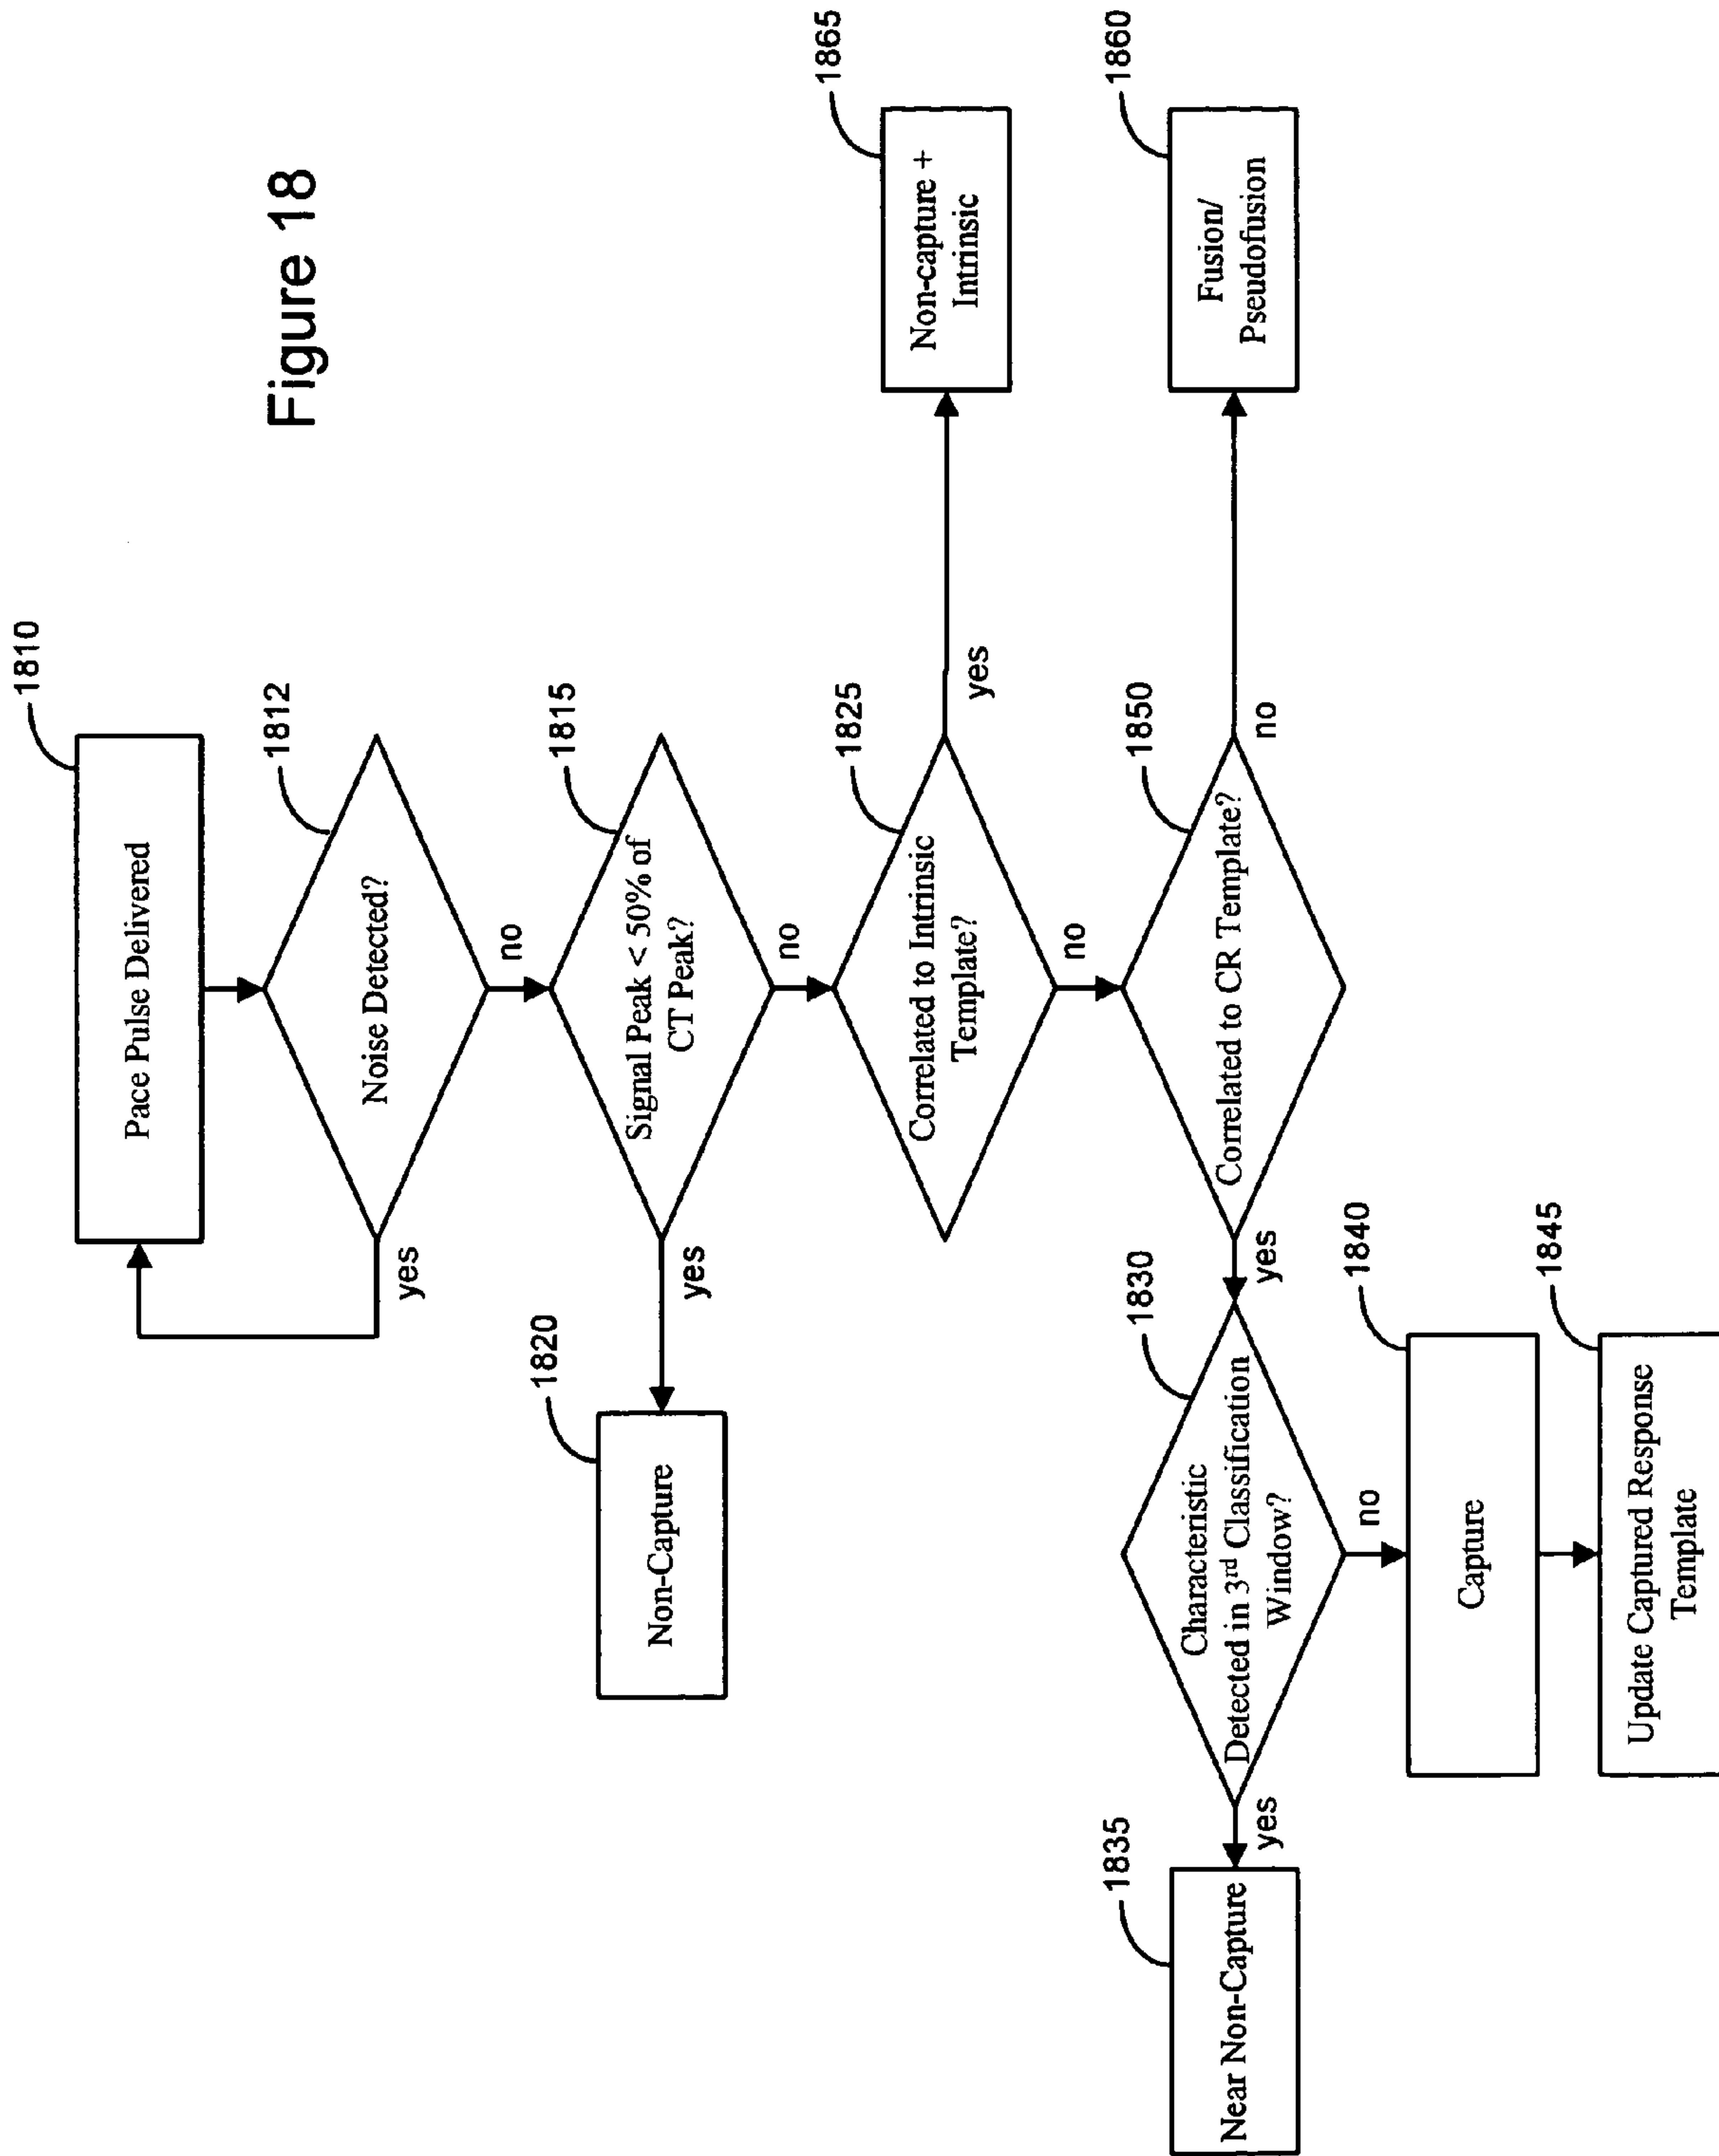 Figure 18
1810
Pace Pulse Delivered
1812
Noise Detected?
yes
no
1815
Signal Peak < 50% of
CT Peak?
yes
no
1820
Non-Capture
1825
Correlated to Intrinsic
Template?
yes
no
1865
Non-capture +
Intrinsic
1850
Correlated to CR Template?
yes
no
1860
Fusion/
Pseudofusion
1830
Characteristic
Detected in 3rd Classification
Window?
yes
no
1835
Near Non-Capture
1840
Capture
1845
Update Captured Response
Template